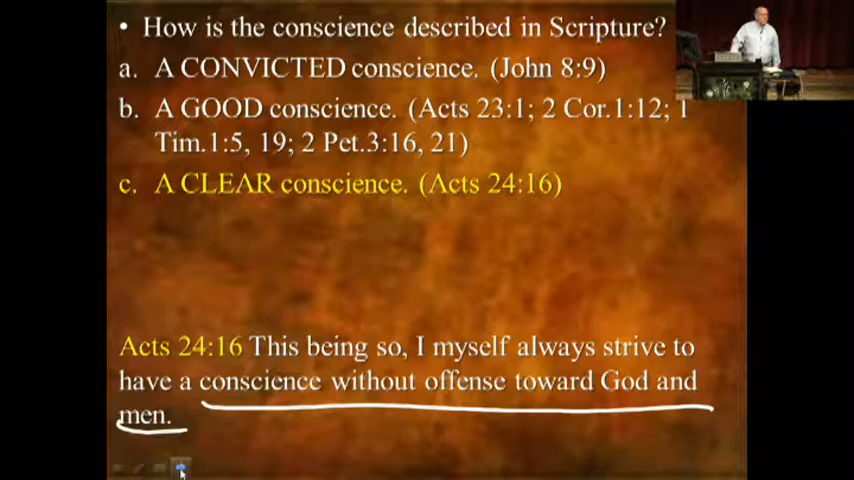 • How is the conscience described in Scripture?
a. A CONVICTED conscience. (John 8:9)
b. A GOOD conscience. (Acts 23:1; 2 Cor.1:12; 1
Tim.1:5, 19; 2 Pet.3:16, 21)
c. A CLEAR conscience. (Acts 24:16)
Acts 24:16 This being so, I myself always strive to
have a conscience without offense toward God and
men.